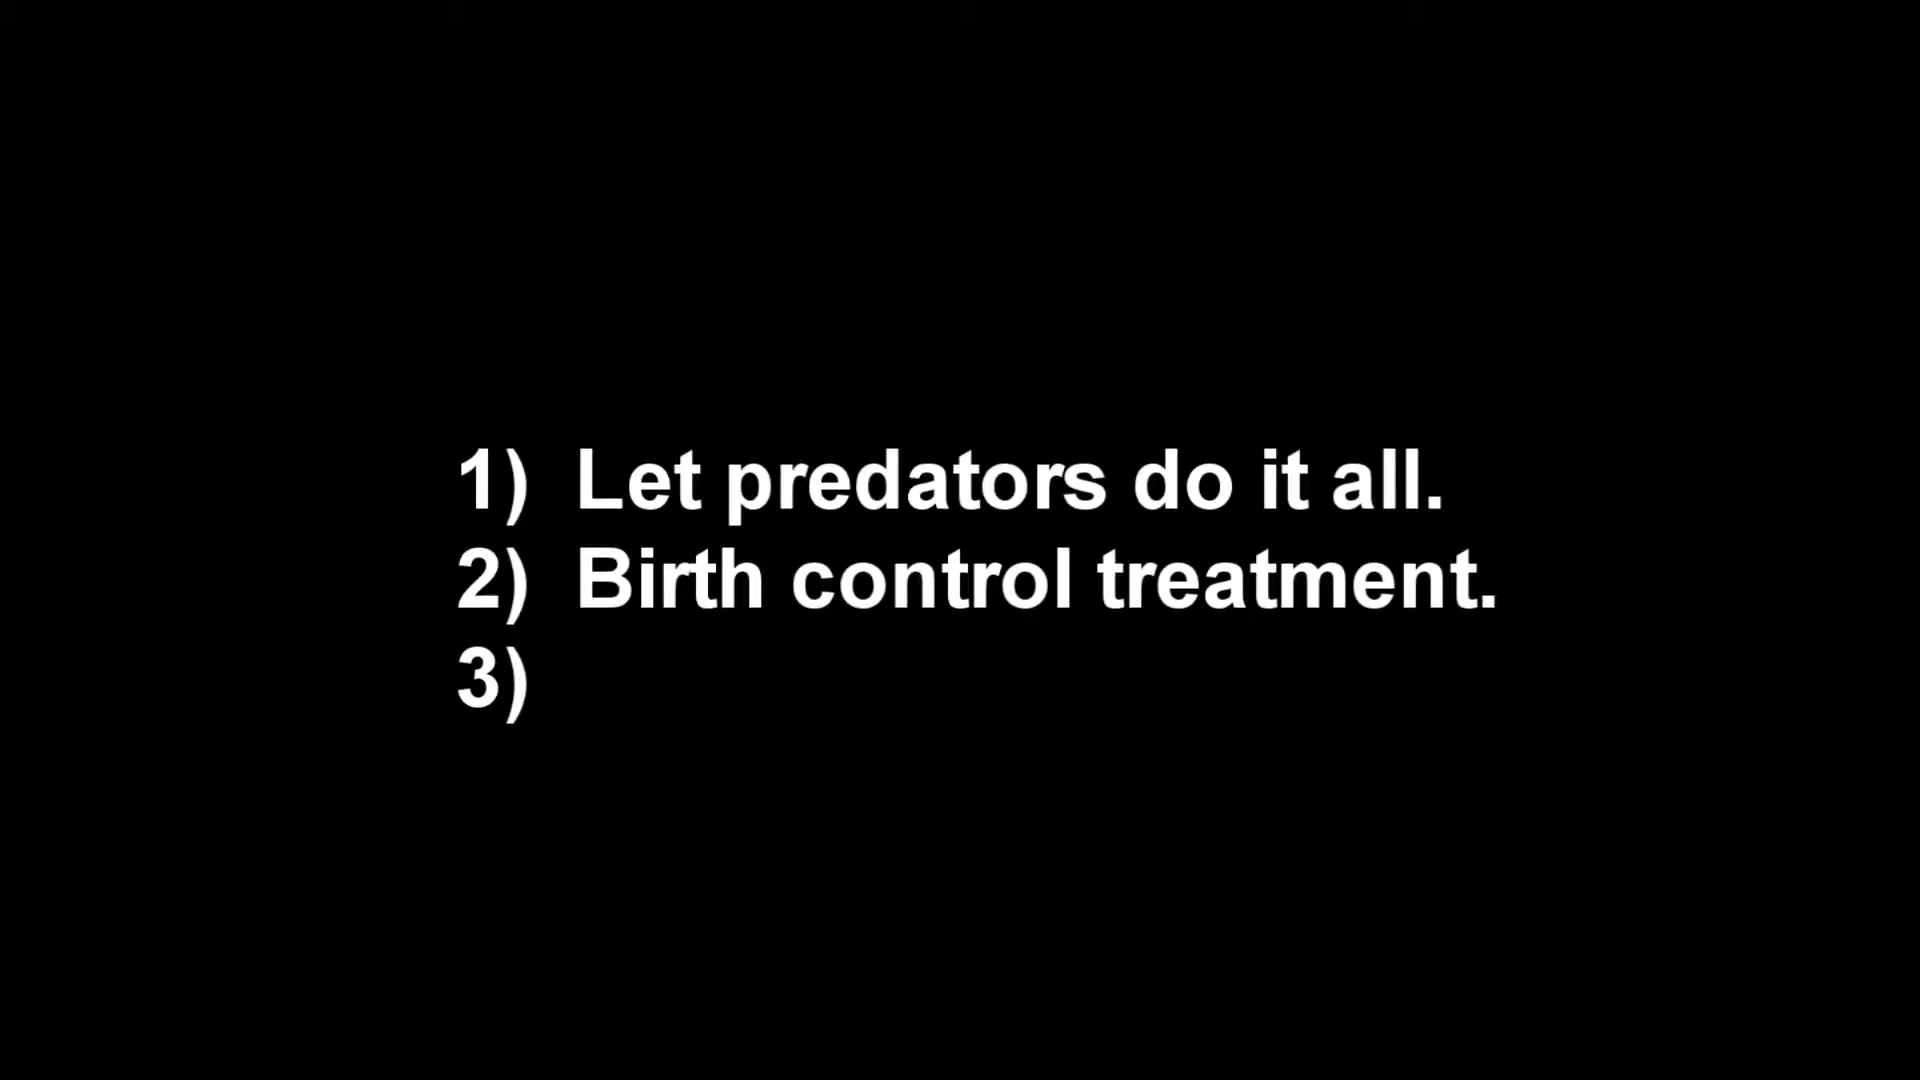 1) Let predators do it all.
2) Birth control treatment.
3)